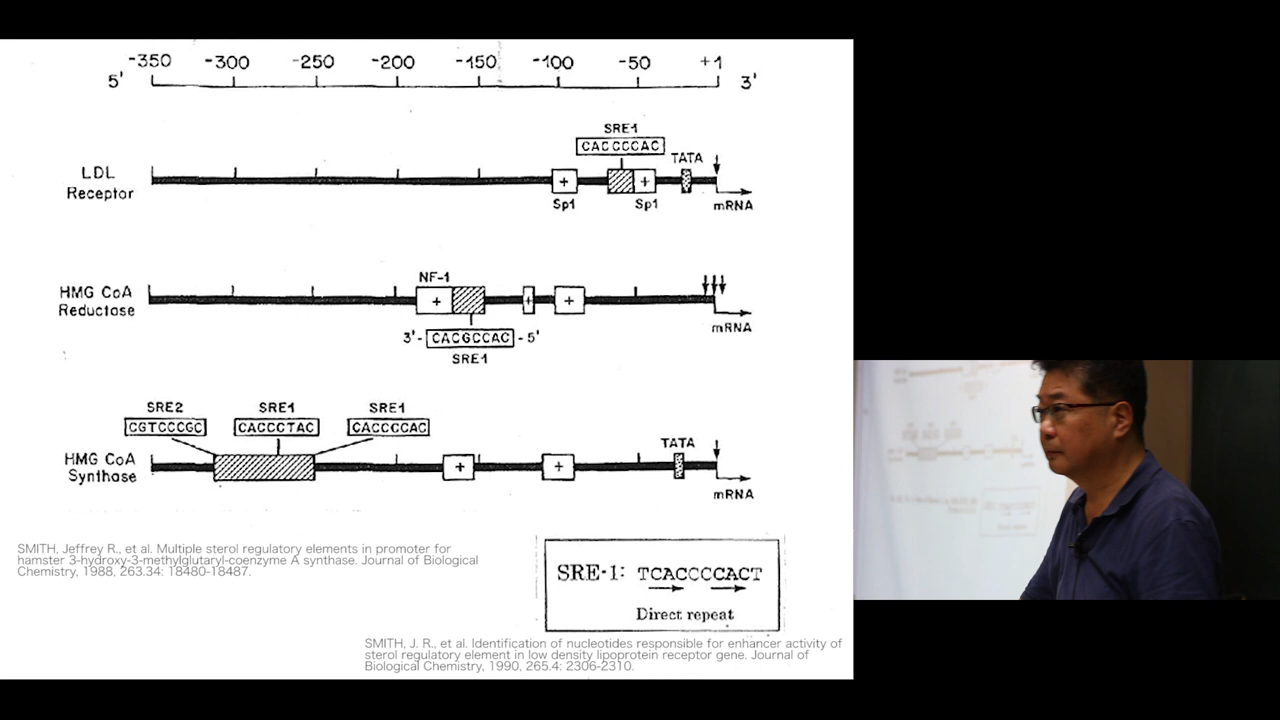 -350 -300 -250 -200 -150 -100 -50 +1
5' 3'
SRE1
CACCCCAC
TATA
LDL
Receptor
+ +
Sp1 Sp1 mRNA
NF-1
HMG CoA
Reductase
+ + +
mRNA
3'- CACGCCAC -5'
SRE1
SRE2 SRE1 SRE1
CGTCCCGC CACCCTAC CACCCCAC
TATA
HMG CoA
Synthase
+ +
mRNA
SMITH, Jeffrey R., et al. Multiple sterol regulatory elements in promoter for
hamster 3-hydroxy-3-methylglutaryl-coenzyme A synthase. Journal of Biological
Chemistry, 1988, 263.34: 18480-18487.
SRE-1: TCACCCCACT
Direct repeat
SMITH, J. R., et al. Identification of nucleotides responsible for enhancer activity of
sterol regulatory element in low density lipoprotein receptor gene. Journal of
Biological Chemistry, 1990, 265.4: 2306-2310.